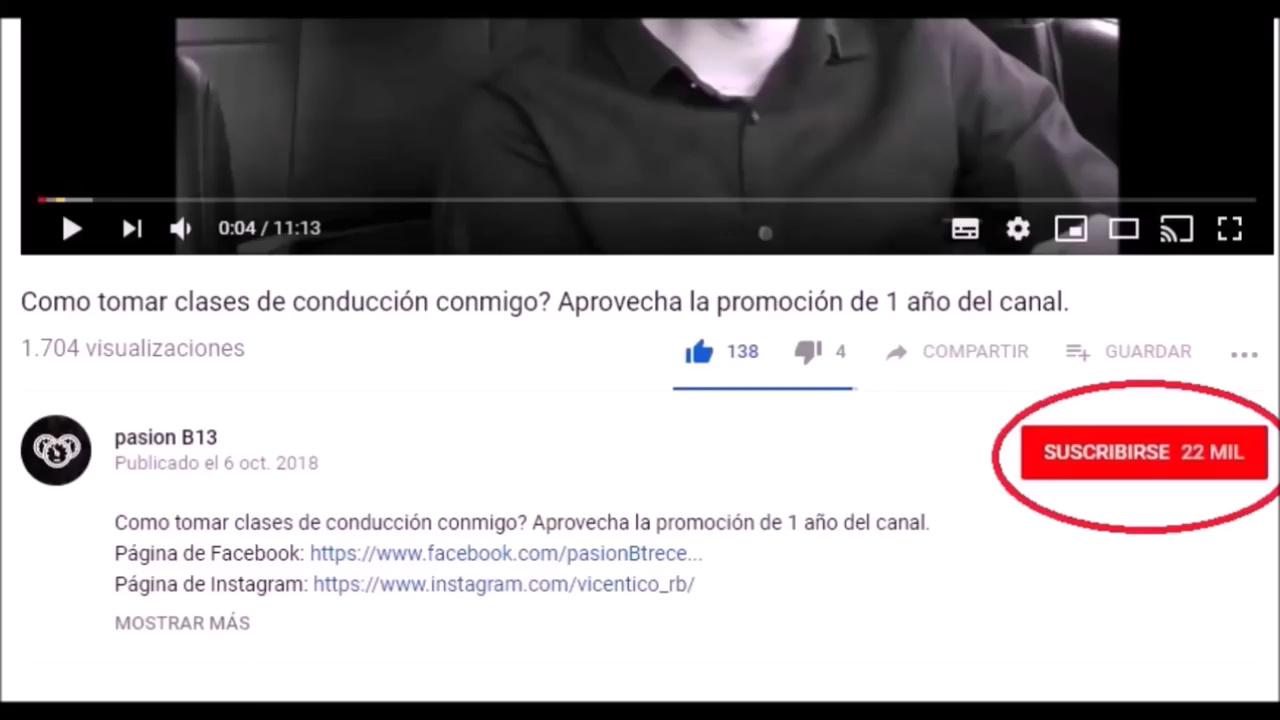 0:04 / 11:13
Como tomar clases de conducción conmigo? Aprovecha la promoción de 1 año del canal.
1.704 visualizaciones
138
4
COMPARTIR
GUARDAR
pasion B13
Publicado el 6 oct. 2018
SUSCRIBIRSE 22 MIL
Como tomar clases de conducción conmigo? Aprovecha la promoción de 1 año del canal.
Página de Facebook: https://www.facebook.com/pasionBtrece...
Página de Instagram: https://www.instagram.com/vicentico_rb/
MOSTRAR MÁS